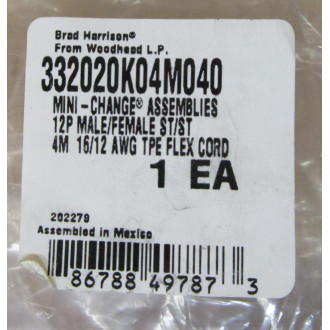 Brad Harrison®
From Woodhead L.P.
332020K04M040
MINI-CHANGE® ASSEMBLIES
12P MALE/FEMALE ST/ST
4M 16/12 AWG TPE FLEX CORD
1 EA
202279
Assembled in Mexico
86788 49787 3